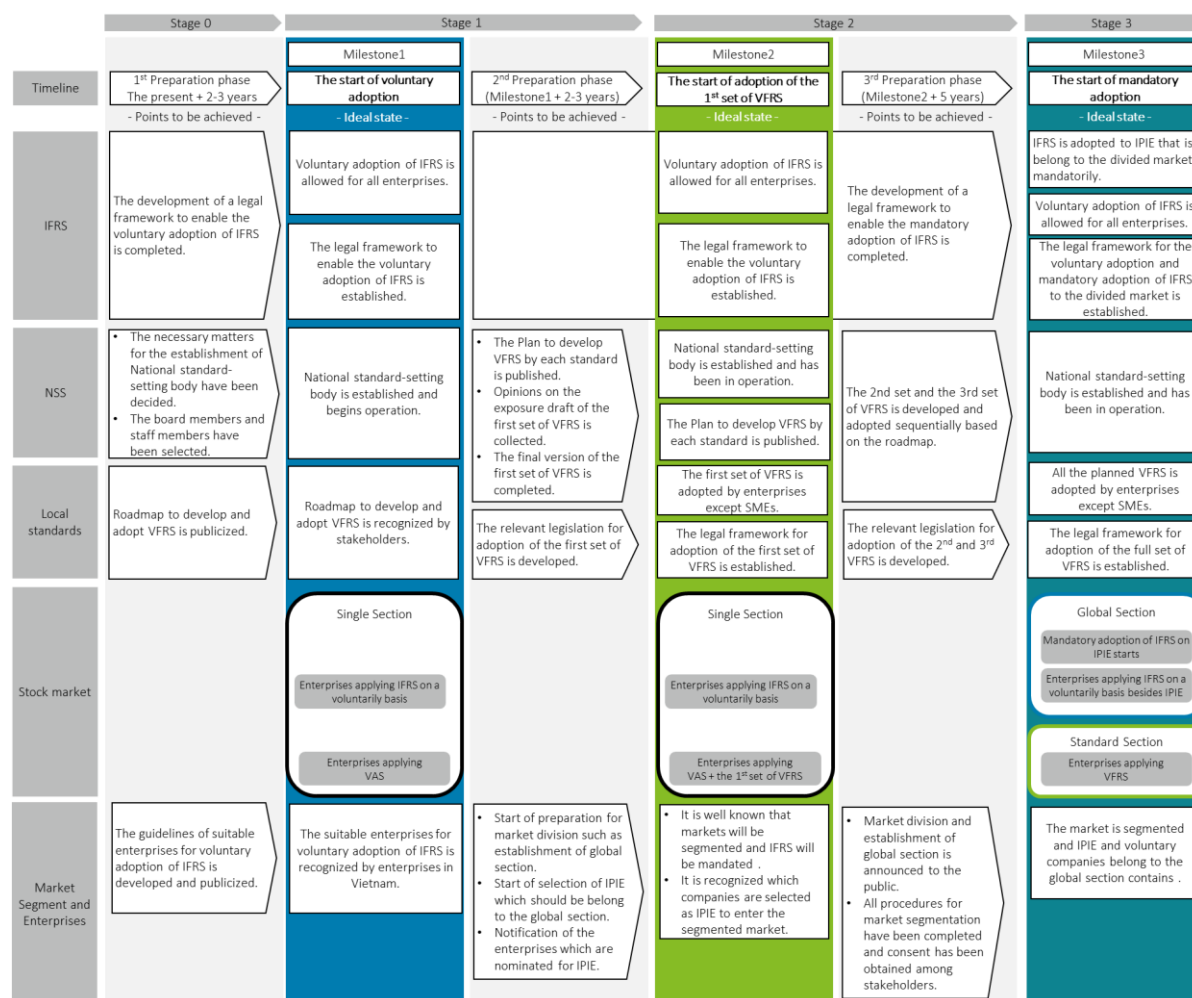 Stage 0
Stage 1
Stage 2
Stage 3
Milestone1
Milestone2
Milestone3
Timeline
1st Preparation phase
The present + 2-3 years
The start of voluntary
adoption
2nd Preparation phase
(Milestone1 + 2-3 years)
The start of adoption of the
1st set of VFRS
3rd Preparation phase
(Milestone2 + 5 years)
The start of mandatory
adoption
- Points to be achieved -
- Ideal state -
- Points to be achieved -
- Ideal state -
- Points to be achieved -
- Ideal state -
IFRS
The development of a legal
framework to enable the
voluntary adoption of IFRS
is completed.
Voluntary adoption of IFRS is
allowed for all enterprises.
The legal framework to
enable the voluntary
adoption of IFRS is
established.
Voluntary adoption of IFRS is
allowed for all enterprises.
The legal framework to
enable the voluntary
adoption of IFRS is
established.
The development of a
legal framework to
enable the mandatory
adoption of IFRS is
completed.
IFRS is adopted to IPIE that is
belong to the divided market
mandatorily.
Voluntary adoption of IFRS is
allowed for all enterprises.
The legal framework for the
voluntary adoption and
mandatory adoption of IFRS
to the divided market is
established.
NSS
• The necessary matters
for the establishment of
National standard-
setting body have been
decided.
• The board members and
staff members have
been selected.
National standard-setting
body is established and
begins operation.
• The Plan to develop
VFRS by each standard
is published.
• Opinions on the
exposure draft of the
first set of VFRS is
collected.
• The final version of the
first set of VFRS is
completed.
National standard-setting
body is established and has
been in operation.
The Plan to develop VFRS by
each standard is published.
The 2nd set and the 3rd set
of VFRS is developed and
adopted sequentially based
on the roadmap.
National standard-setting
body is established and has
been in operation.
Local
standards
Roadmap to develop and
adopt VFRS is publicized.
Roadmap to develop and
adopt VFRS is recognized by
stakeholders.
The relevant legislation for
adoption of the first set of
VFRS is developed.
The first set of VFRS is
adopted by enterprises
except SMEs.
The legal framework for
adoption of the first set of
VFRS is established.
The relevant legislation for
adoption of the 2nd and 3rd
VFRS is developed.
All the planned VFRS is
adopted by enterprises
except SMEs.
The legal framework for
adoption of the full set of
VFRS is established.
Stock market
Single Section
Enterprises applying IFRS on a
voluntarily basis
Enterprises applying
VAS
Single Section
Enterprises applying IFRS on a
voluntarily basis
Enterprises applying
VAS + the 1st set of VFRS
Global Section
Mandatory adoption of IFRS on
IPIE starts
Enterprises applying IFRS on a
voluntarily basis besides IPIE
Standard Section
Enterprises applying
VFRS
Market
Segment and
Enterprises
The guidelines of suitable
enterprises for voluntary
adoption of IFRS is
developed and publicized.
The suitable enterprises for
voluntary adoption of IFRS is
recognized by enterprises in
Vietnam.
• Start of preparation for
market division such as
establishment of global
section.
• Start of selection of IPIE
which should be belong
to the global section.
• Notification of the
enterprises which are
nominated for IPIE.
• It is well known that
markets will be
segmented and IFRS will
be mandated .
• It is recognized which
companies are selected
as IPIE to enter the
segmented market.
• Market division and
establishment of
global section is
announced to the
public.
• All procedures for
market segmentation
have been completed
and consent has been
obtained among
stakeholders.
The market is segmented
and IPIE and voluntary
companies belong to the
global section contains .